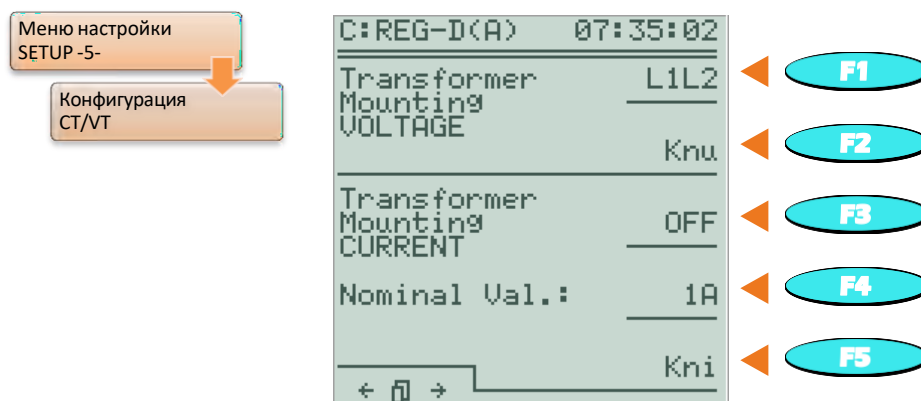 Меню настройки
SETUP -5-
Конфигурация
CT/VT
C:REG-D(A) 07:35:02
Transformer L1L2
Mounting
VOLTAGE
Knu
Transformer
Mounting OFF
CURRENT
Nominal Val.: 1A
Kni
F1
F2
F3
F4
F5